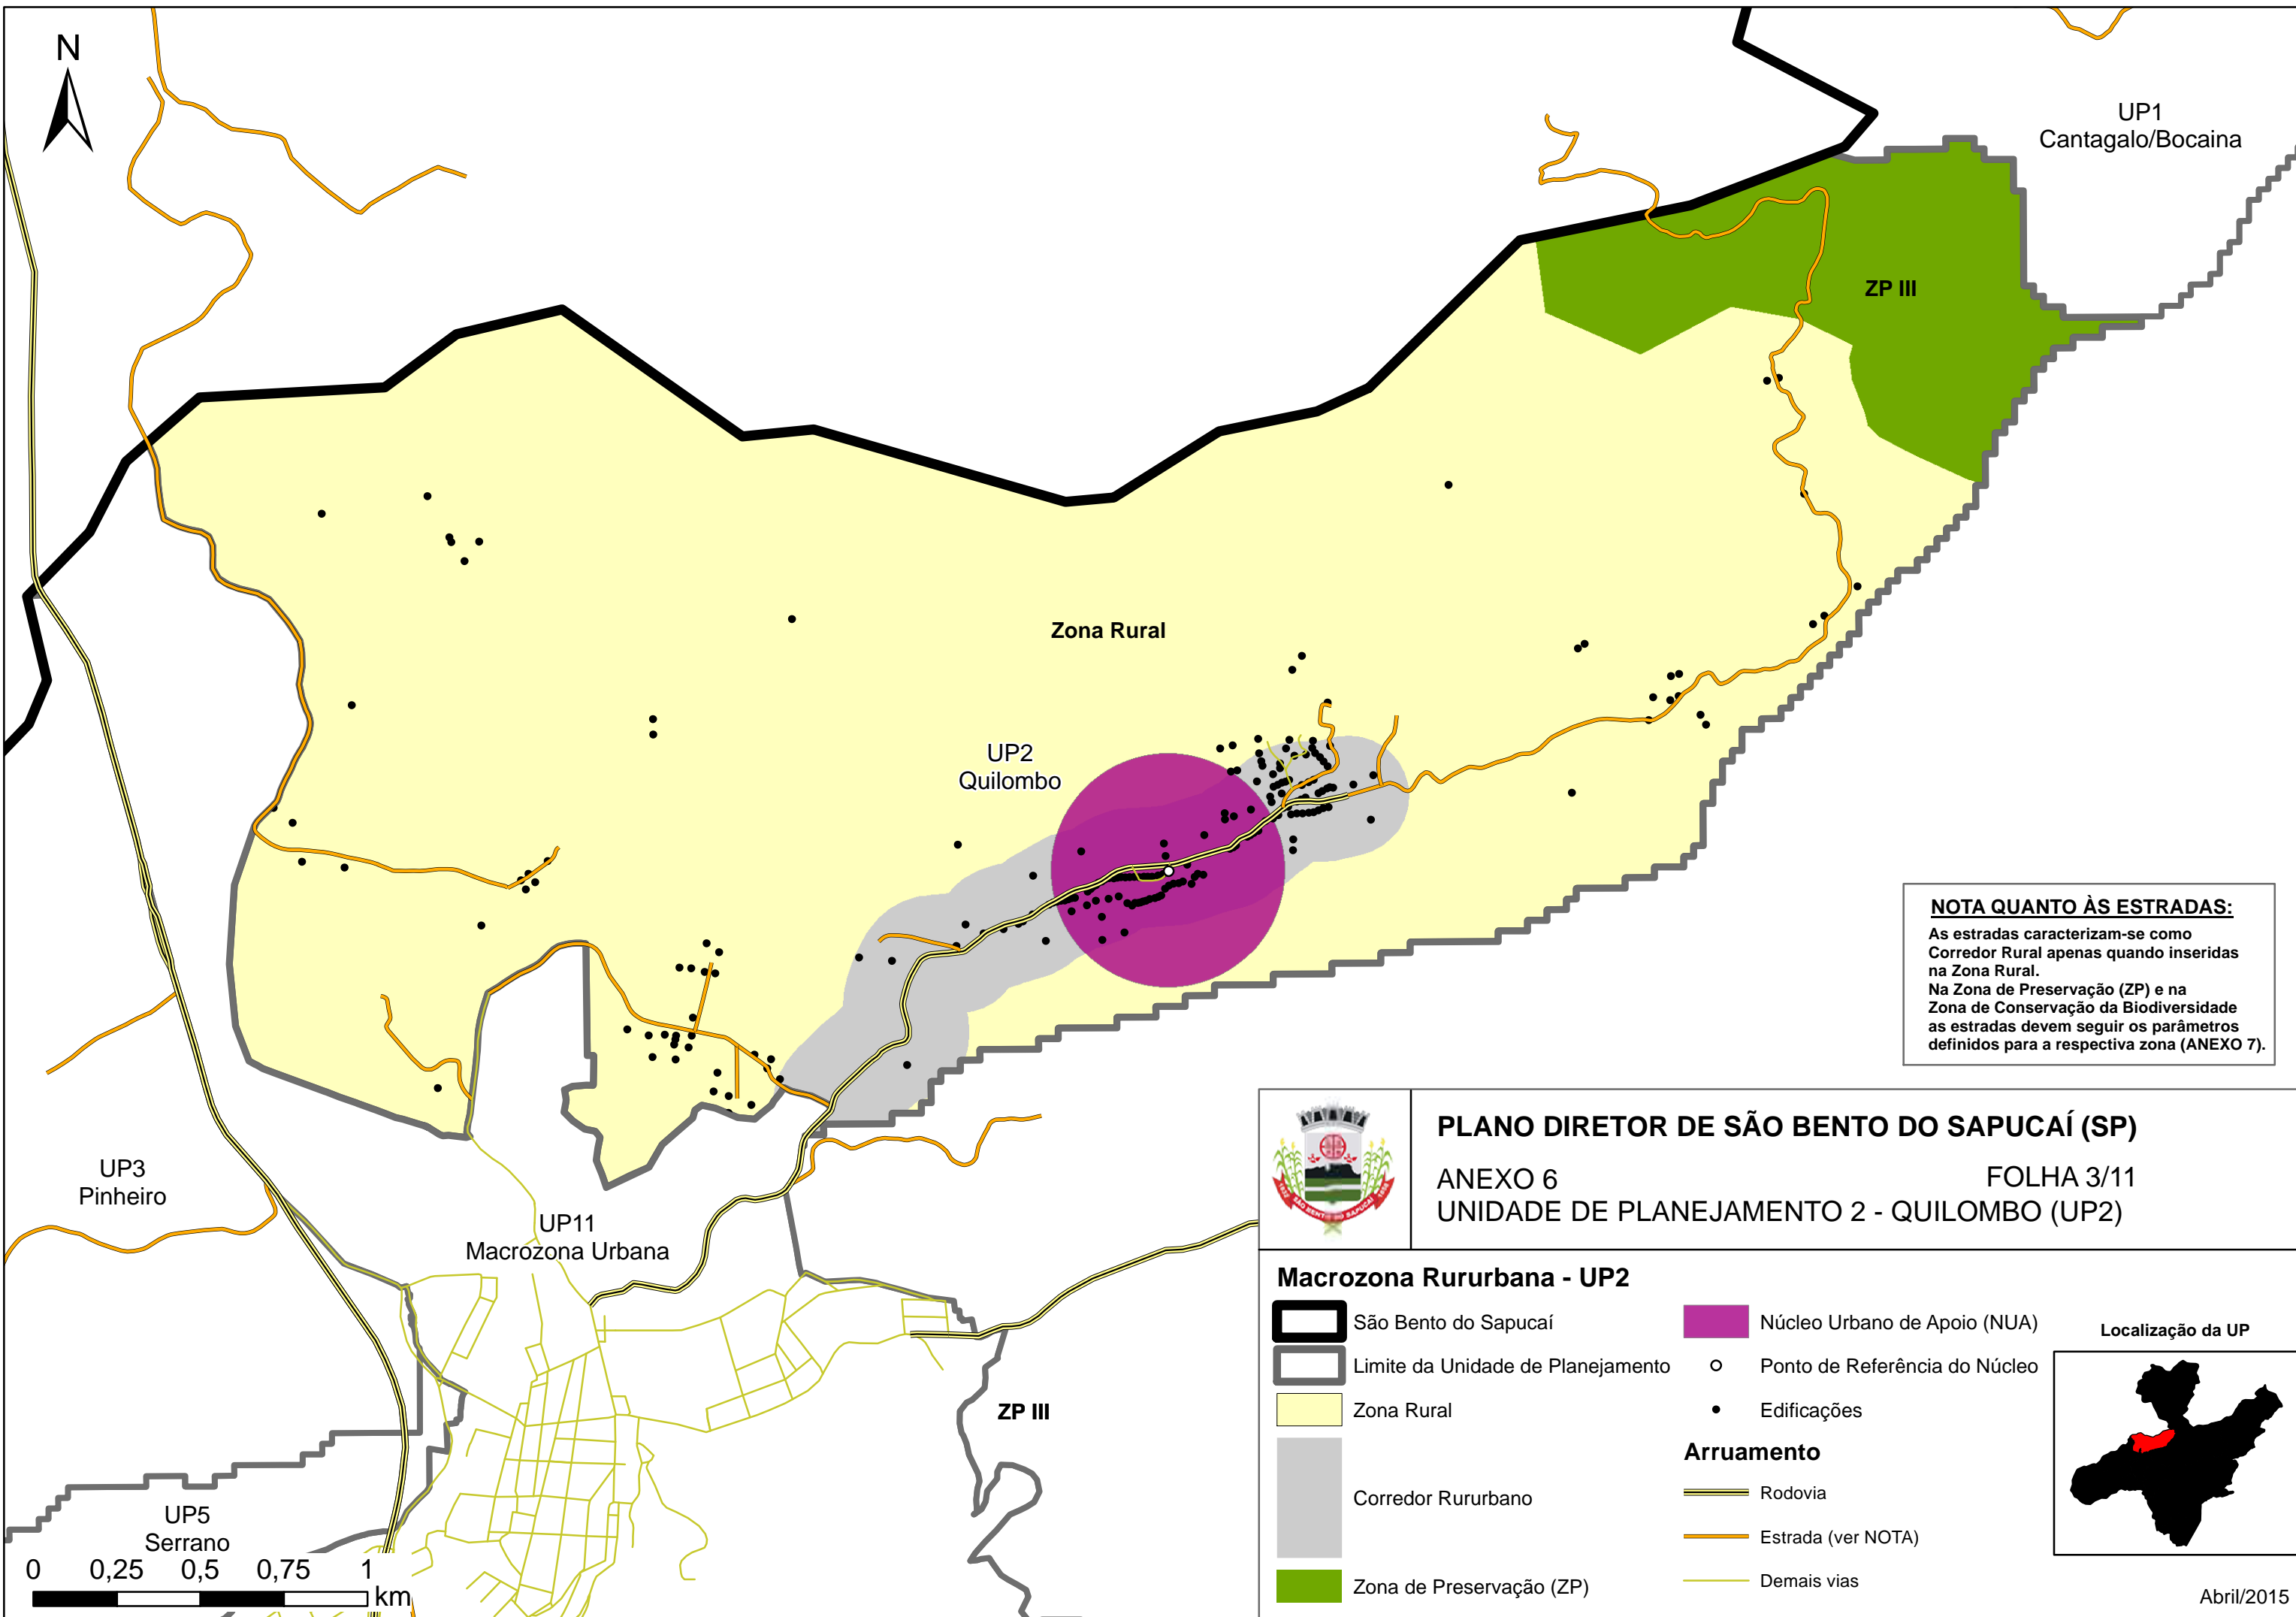 N
UP1
Cantagalo/Bocaina
ZP III
Zona Rural
UP2
Quilombo
NOTA QUANTO ÀS ESTRADAS:
As estradas caracterizam-se como
Corredor Rural apenas quando inseridas
na Zona Rural.
Na Zona de Preservação (ZP) e na
Zona de Conservação da Biodiversidade
as estradas devem seguir os parâmetros
definidos para a respectiva zona (ANEXO 7).
UP3
Pinheiro
UP11
Macrozona Urbana
ZP III
UP5
Serrano
0 0,25 0,5 0,75 1
km
PLANO DIRETOR DE SÃO BENTO DO SAPUCAÍ (SP)
ANEXO 6 FOLHA 3/11
UNIDADE DE PLANEJAMENTO 2 - QUILOMBO (UP2)
SÃO BENTO DO SAPUCAÍ
Macrozona Rururbana - UP2
São Bento do Sapucaí
Limite da Unidade de Planejamento
Zona Rural
Corredor Rururbano
Zona de Preservação (ZP)
Núcleo Urbano de Apoio (NUA)
Ponto de Referência do Núcleo
Edificações
Arruamento
Rodovia
Estrada (ver NOTA)
Demais vias
Localização da UP
Abril/2015